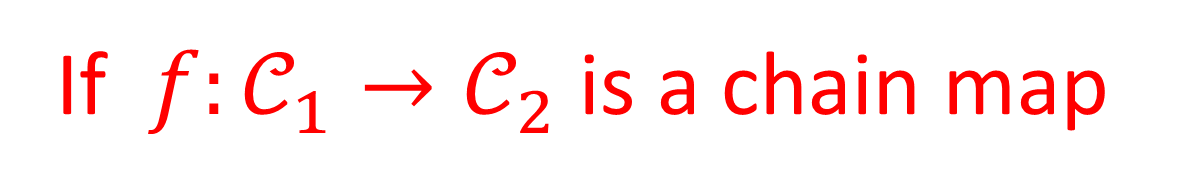 If 𝑓: 𝒞₁ → 𝒞₂ is a chain map